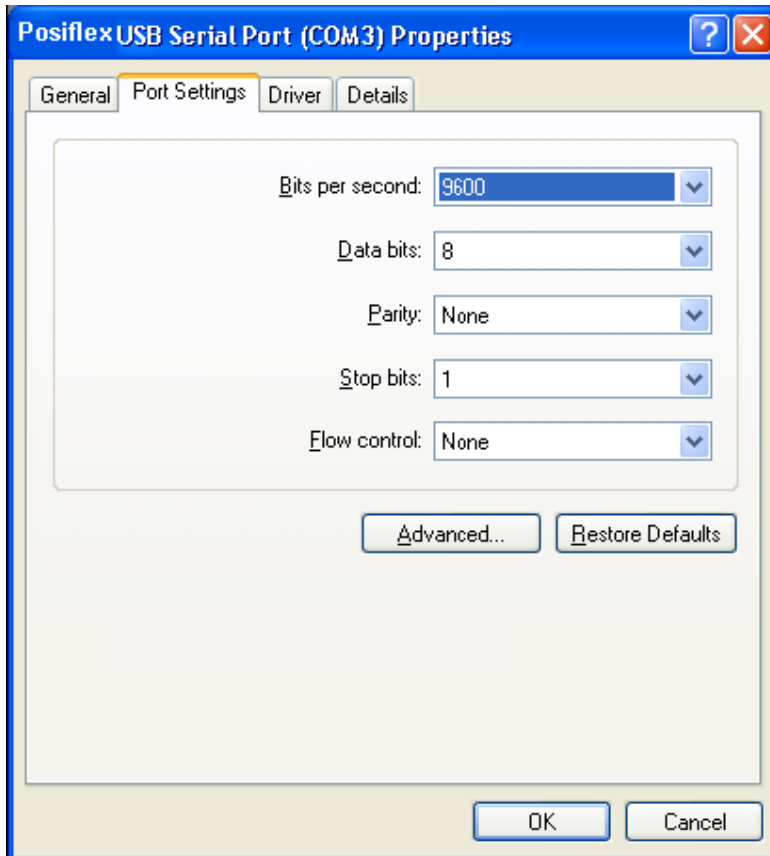 Posiflex USB Serial Port (COM3) Properties
General Port Settings Driver Details
Bits per second: 9600
Data bits: 8
Parity: None
Stop bits: 1
Flow control: None
Advanced... Restore Defaults
OK Cancel